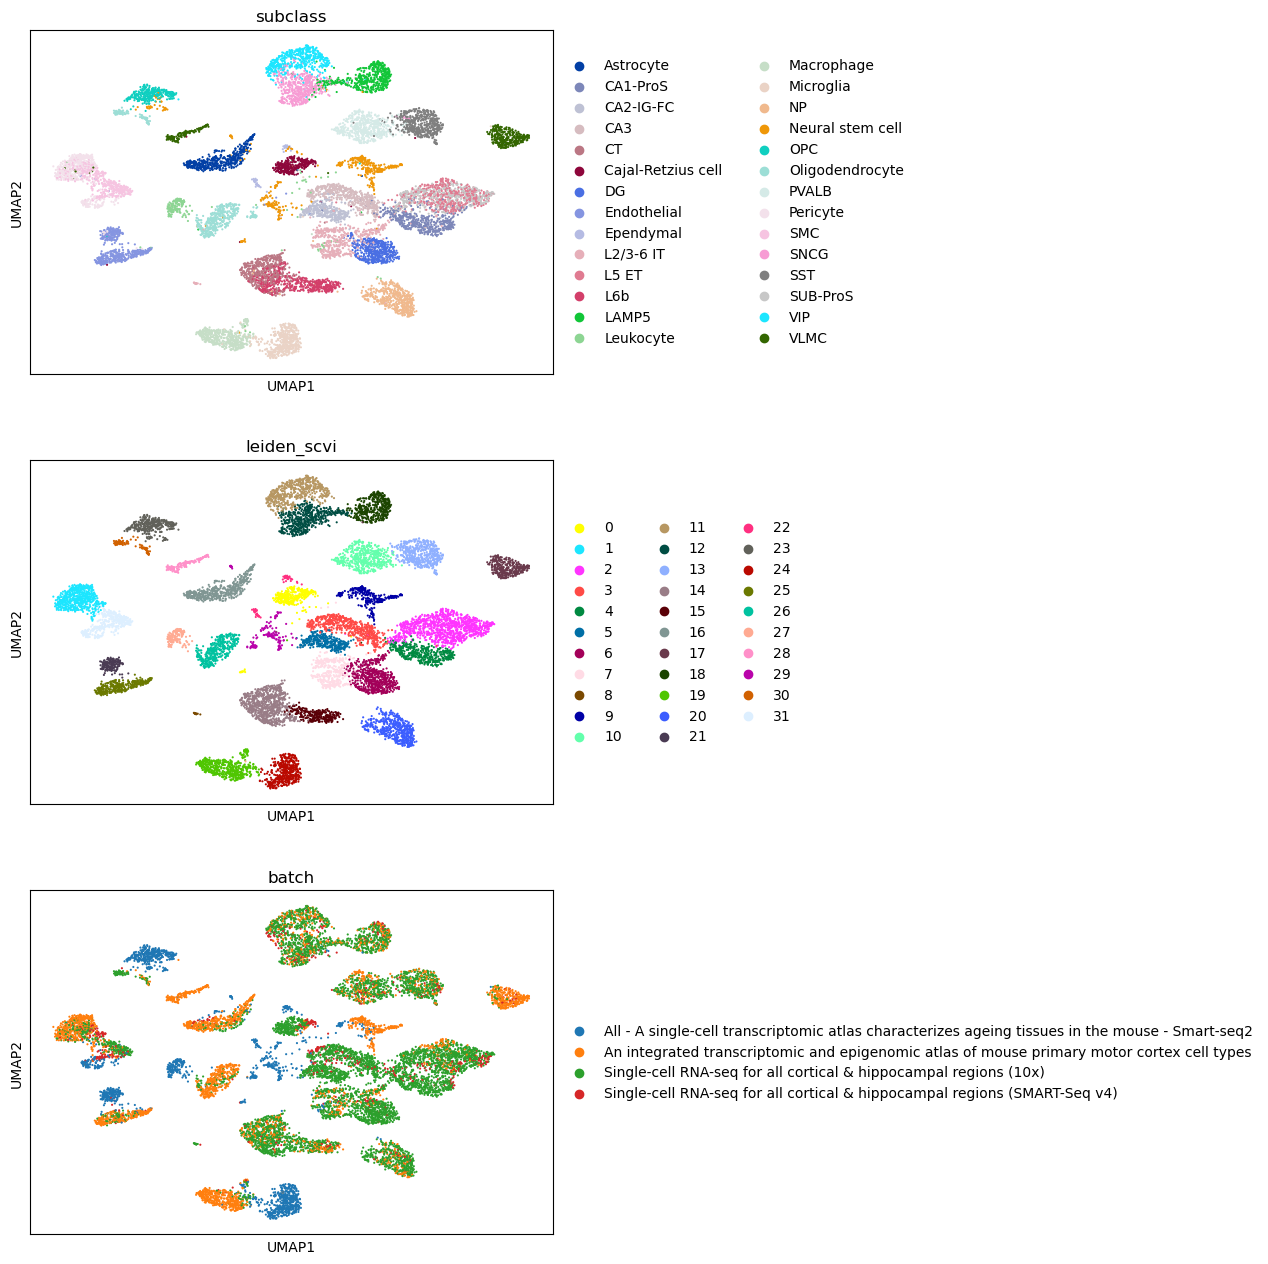 subclass
UMAP2
UMAP1
Astrocyte
CA1-ProS
CA2-IG-FC
CA3
CT
Cajal-Retzius cell
DG
Endothelial
Ependymal
L2/3-6 IT
L5 ET
L6b
LAMP5
Leukocyte
Macrophage
Microglia
NP
Neural stem cell
OPC
Oligodendrocyte
PVALB
Pericyte
SMC
SNCG
SST
SUB-ProS
VIP
VLMC
leiden_scvi
UMAP2
UMAP1
0
1
2
3
4
5
6
7
8
9
10
11
12
13
14
15
16
17
18
19
20
21
22
23
24
25
26
27
28
29
30
31
batch
UMAP2
UMAP1
All - A single-cell transcriptomic atlas characterizes ageing tissues in the mouse - Smart-seq2
An integrated transcriptomic and epigenomic atlas of mouse primary motor cortex cell types
Single-cell RNA-seq for all cortical & hippocampal regions (10x)
Single-cell RNA-seq for all cortical & hippocampal regions (SMART-Seq v4)